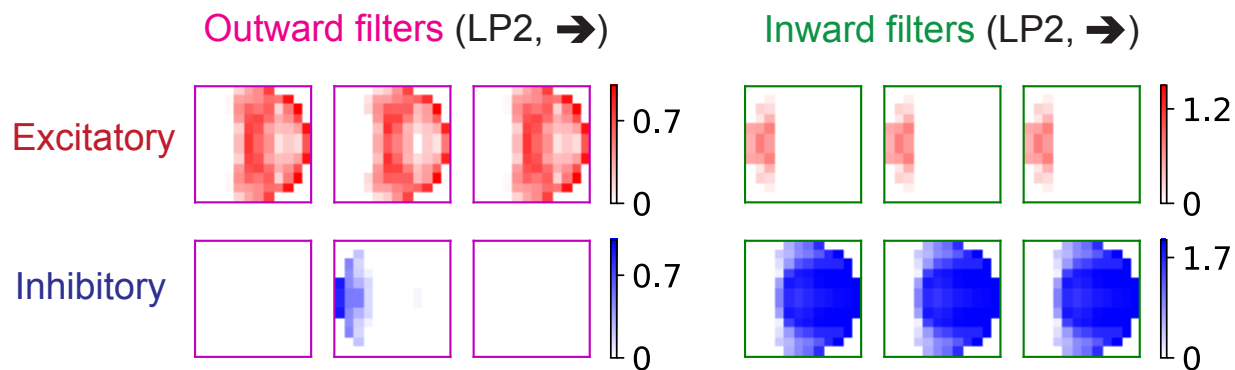 Outward filters (LP2, ➔)
Inward filters (LP2, ➔)
Excitatory
0.7
0
1.2
0
Inhibitory
0.7
0
1.7
0